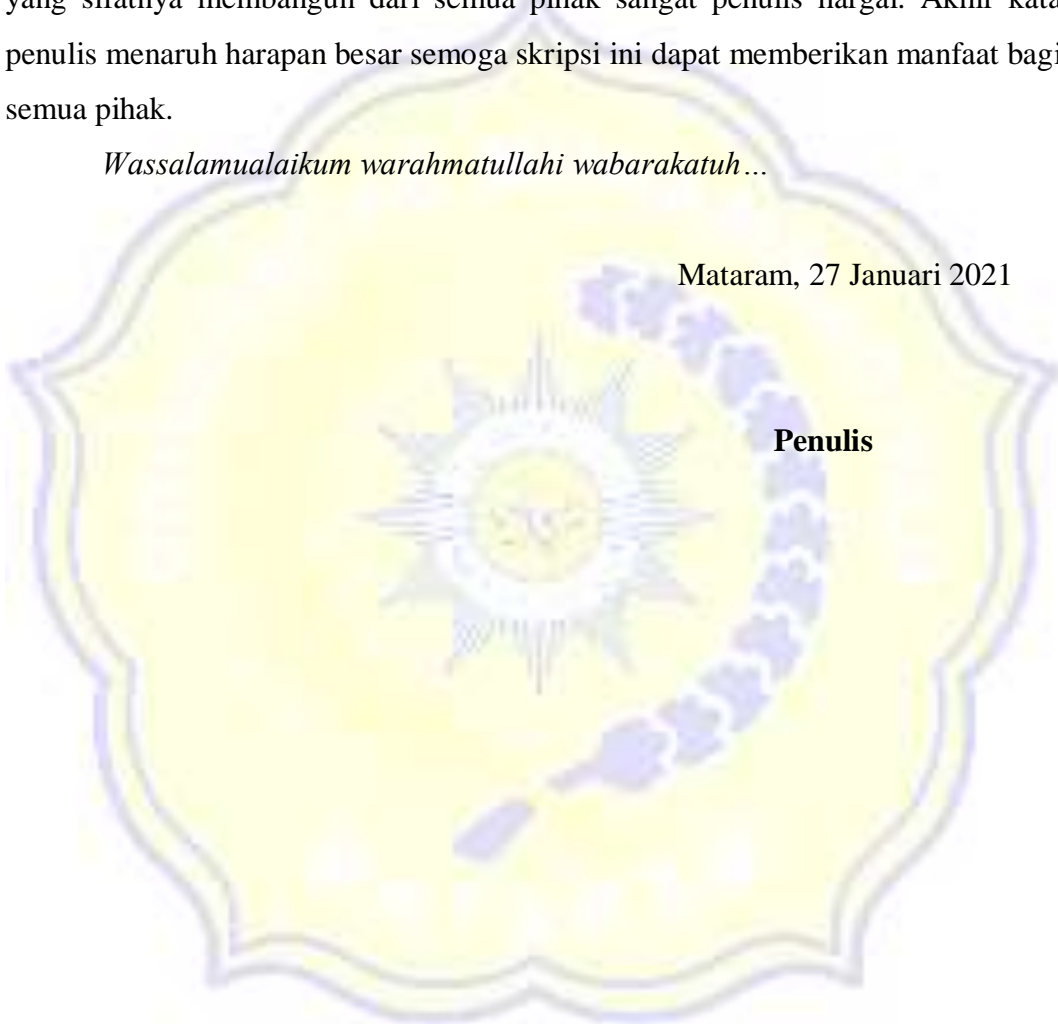 yang sifatnya membangun dari semua pihak sangat penulis hargai. Akhir kata
penulis menaruh harapan besar semoga skripsi ini dapat memberikan manfaat bagi
semua pihak.
Wassalamualaikum warahmatullahi wabarakatuh…
Mataram, 27 Januari 2021
Penulis